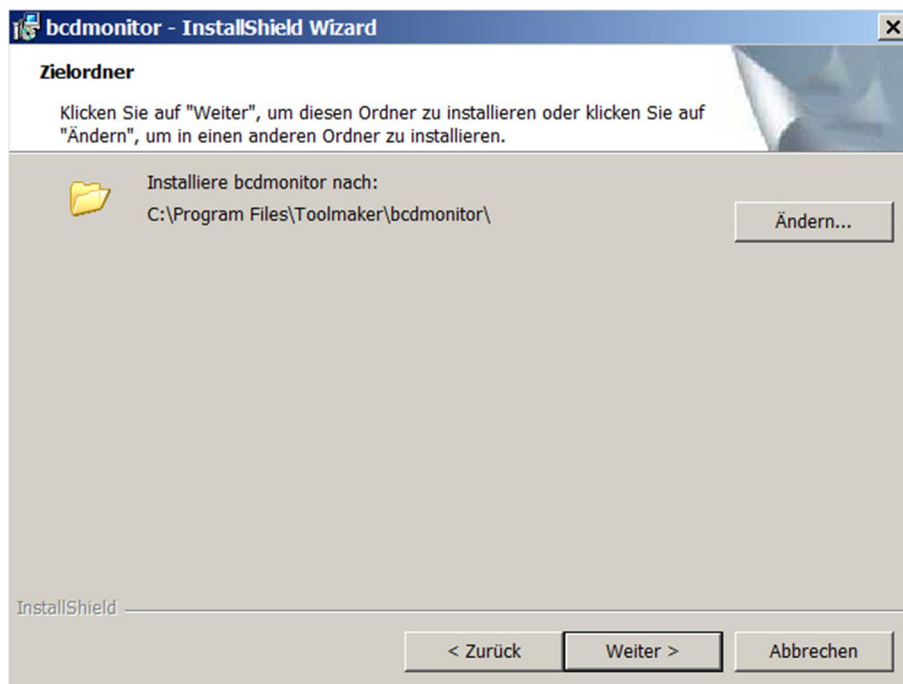 bcdmonitor - InstallShield Wizard
Zielordner
Klicken Sie auf "Weiter", um diesen Ordner zu installieren oder klicken Sie auf
"Ändern", um in einen anderen Ordner zu installieren.
Installiere bcdmonitor nach:
C:\Program Files\Toolmaker\bcdmonitor\
Ändern...
InstallShield
< Zurück
Weiter >
Abbrechen